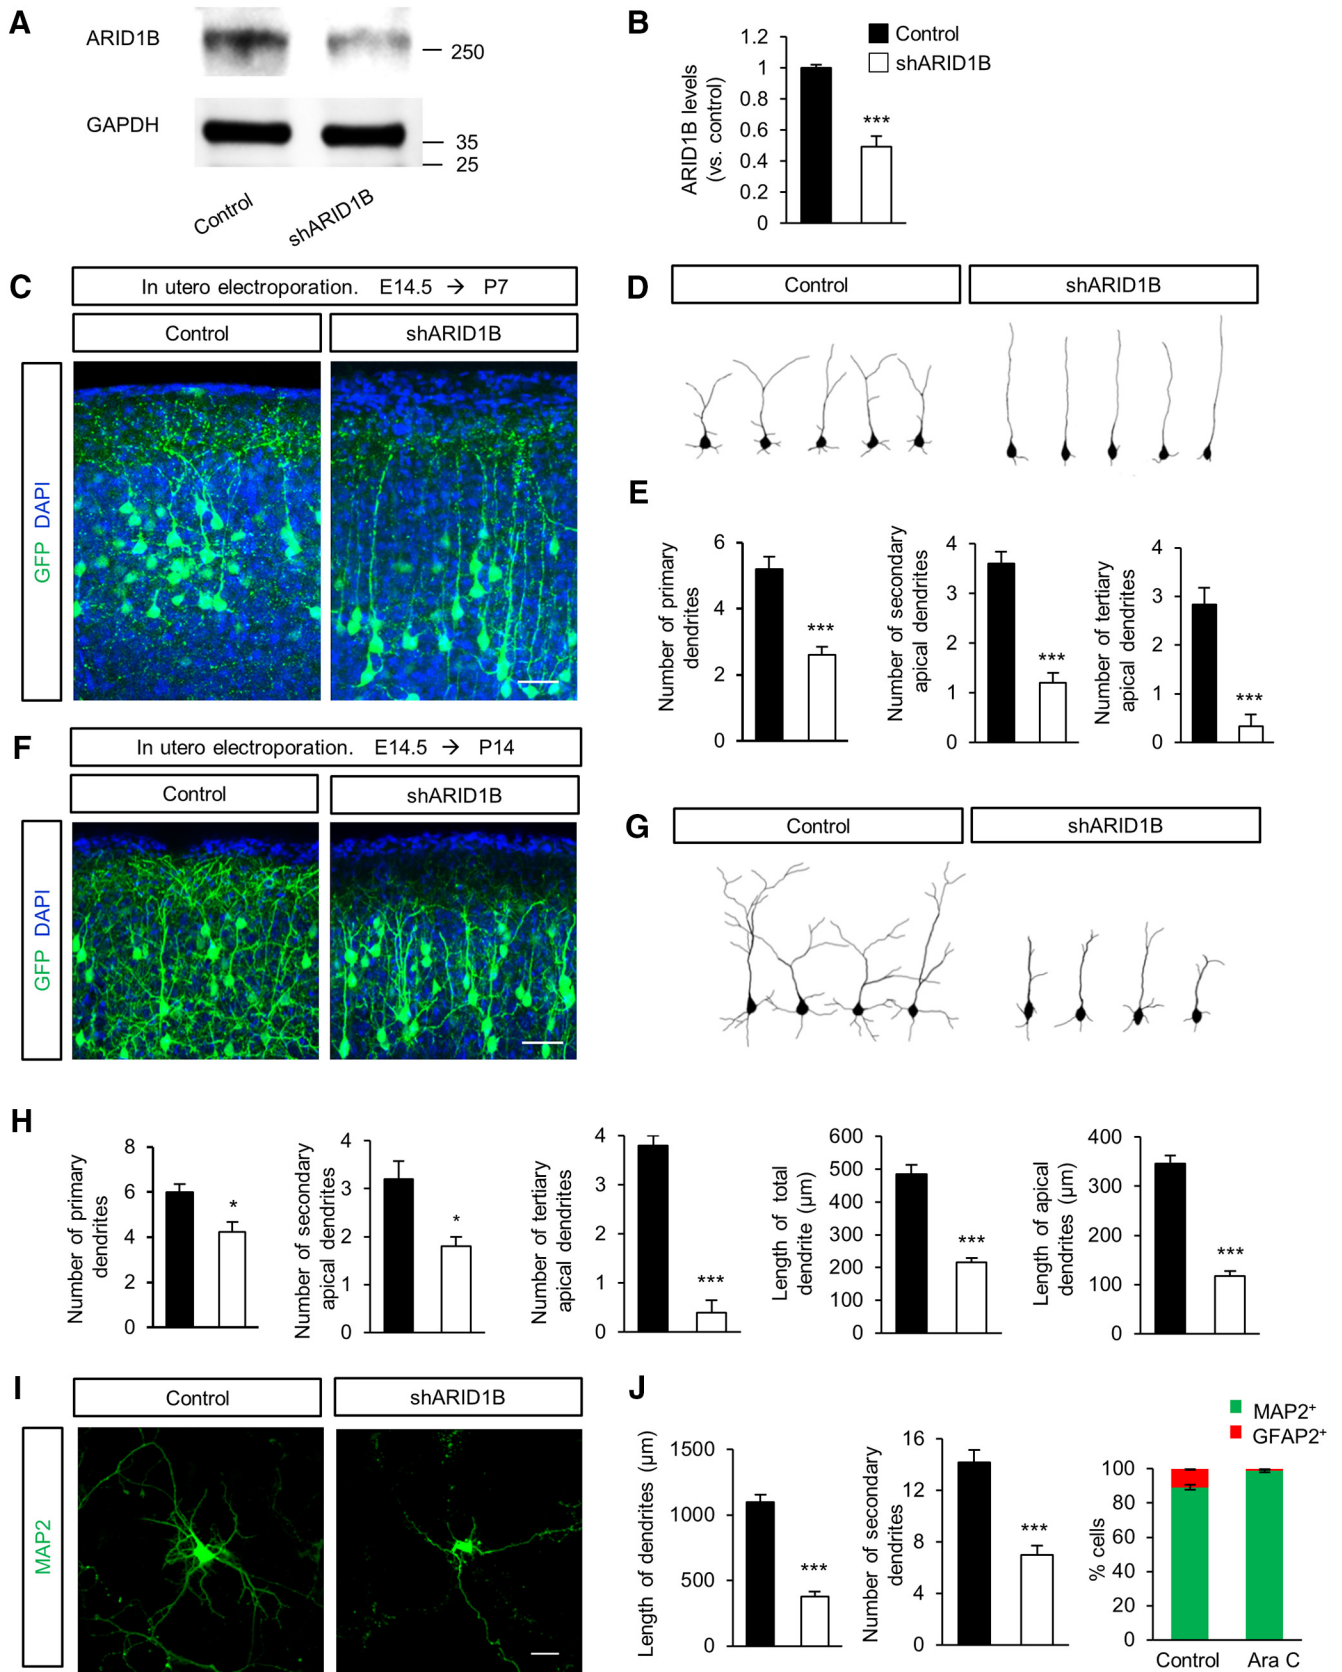 A
ARID1B
250
GAPDH
35
25
Control
shARID1B
B
ARID1B levels
(vs. control)
1.2
1
0.8
0.6
0.4
0.2
0
***
Control
shARID1B
C
In utero electroporation. E14.5 → P7
Control
shARID1B
GFP DAPI
D
Control
shARID1B
E
Number of primary
dendrites
6
4
2
0
***
Number of secondary
apical dendrites
4
3
2
1
0
***
Number of tertiary
apical dendrites
4
3
2
1
0
***
F
In utero electroporation. E14.5 → P14
Control
shARID1B
GFP DAPI
G
Control
shARID1B
H
Number of primary
dendrites
8
6
4
2
0
*
Number of secondary
apical dendrites
4
3
2
1
0
*
Number of tertiary
apical dendrites
4
3
2
1
0
***
Length of total
dendrite (µm)
600
500
400
300
200
100
0
***
Length of apical
dendrites (µm)
400
300
200
100
0
***
I
Control
shARID1B
MAP2
J
Length of dendrites (µm)
1500
1000
500
0
***
Number of secondary
dendrites
16
12
8
4
0
***
MAP2+
GFAP2+
% cells
100
80
60
40
20
0
Control
Ara C